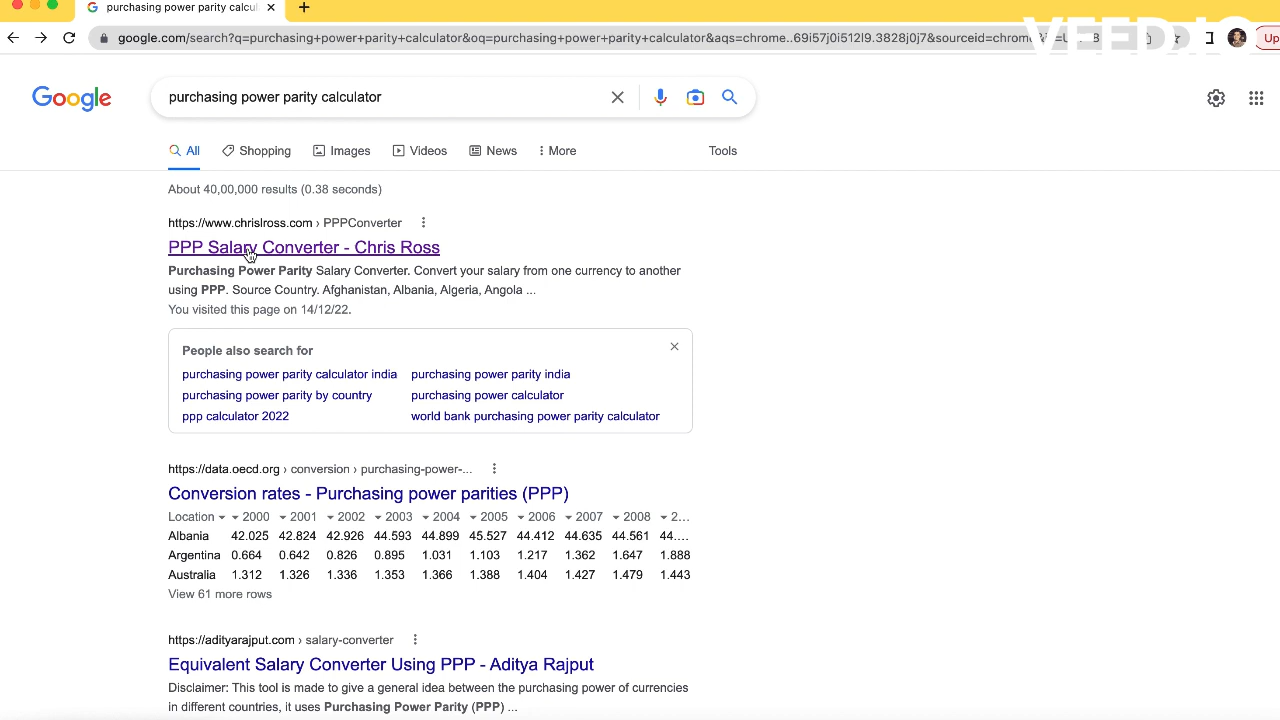 purchasing power parity calcul
VEED.IO
google.com/search?q=purchasing+power+parity+calculator&oq=purchasing+power+parity+calculator&aqs=chrome..69i57j0i512l9.3828j0j7&sourceid=chrome
Up
Google
purchasing power parity calculator
All
Shopping
Images
Videos
News
More
Tools
About 40,00,000 results (0.38 seconds)
https://www.chrislross.com › PPPConverter
PPP Salary Converter - Chris Ross
Purchasing Power Parity Salary Converter. Convert your salary from one currency to another
using PPP. Source Country. Afghanistan, Albania, Algeria, Angola ...
You visited this page on 14/12/22.
People also search for
purchasing power parity calculator india purchasing power parity india
purchasing power parity by country purchasing power calculator
ppp calculator 2022 world bank purchasing power parity calculator
https://data.oecd.org › conversion › purchasing-power-...
Conversion rates - Purchasing power parities (PPP)
Location 2000 2001 2002 2003 2004 2005 2006 2007 2008 2...
Albania 42.025 42.824 42.926 44.593 44.899 45.527 44.412 44.635 44.561 44....
Argentina 0.664 0.642 0.826 0.895 1.031 1.103 1.217 1.362 1.647 1.888
Australia 1.312 1.326 1.336 1.353 1.366 1.388 1.404 1.427 1.479 1.443
View 61 more rows
https://adityarajput.com › salary-converter
Equivalent Salary Converter Using PPP - Aditya Rajput
Disclaimer: This tool is made to give a general idea between the purchasing power of currencies
in different countries, it uses Purchasing Power Parity (PPP) ...